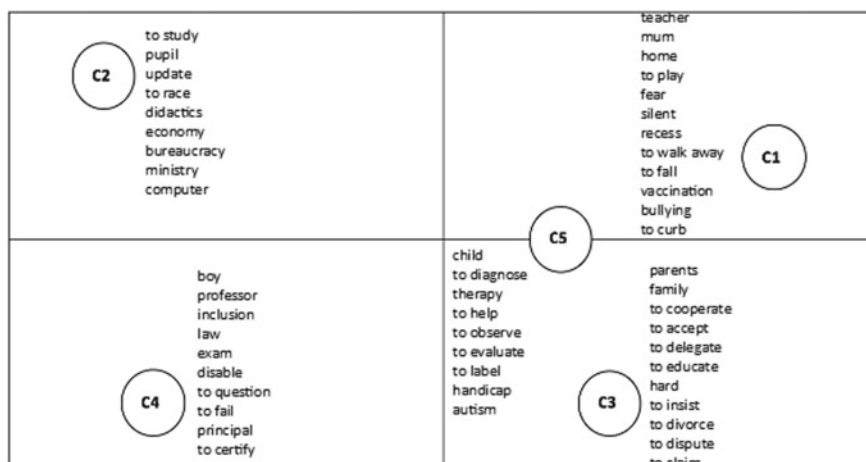 to study
pupil
update
to race
didactics
economy
bureaucracy
ministry
computer
C2
teacher
mum
home
to play
fear
silent
recess
to walk away
to fall
vaccination
bullying
to curb
C1
C5
boy
professor
inclusion
law
exam
disable
to question
to fail
principal
to certify
C4
child
to diagnose
therapy
to help
to observe
to evaluate
to label
handicap
autism
parents
family
to cooperate
to accept
to delegate
to educate
hard
to insist
to divorce
to dispute
to claim
C3